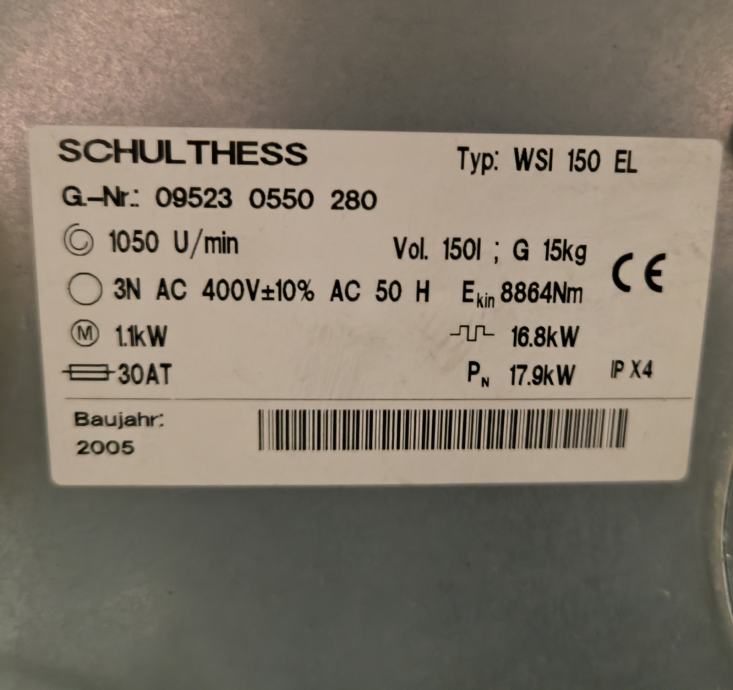 SCHULTHESS Typ: WSI 150 EL
G.-Nr.: 09523 0550 280
1050 U/min Vol. 150l ; G 15kg
3N AC 400V±10% AC 50 H Ekin 8864Nm CE
M 1.1kW 16.8kW
30AT PN 17.9kW IP X4
Baujahr:
2005